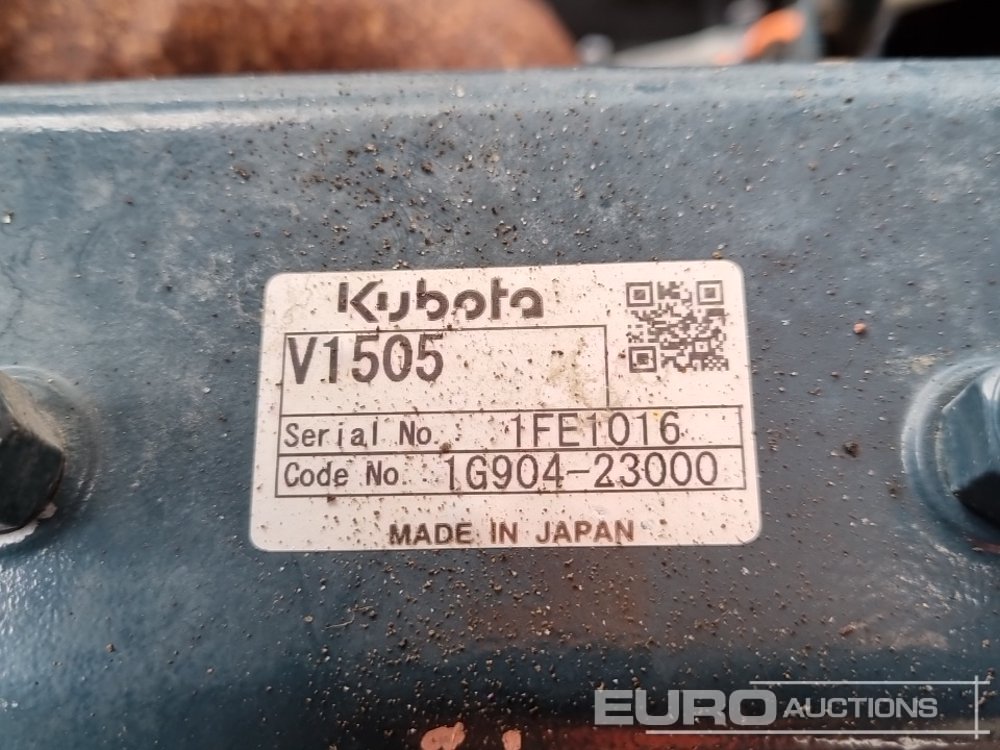 Kubota
V1505
Serial No. : 1FE1016
Code No. : 1G904-23000
MADE IN JAPAN
EURO AUCTIONS